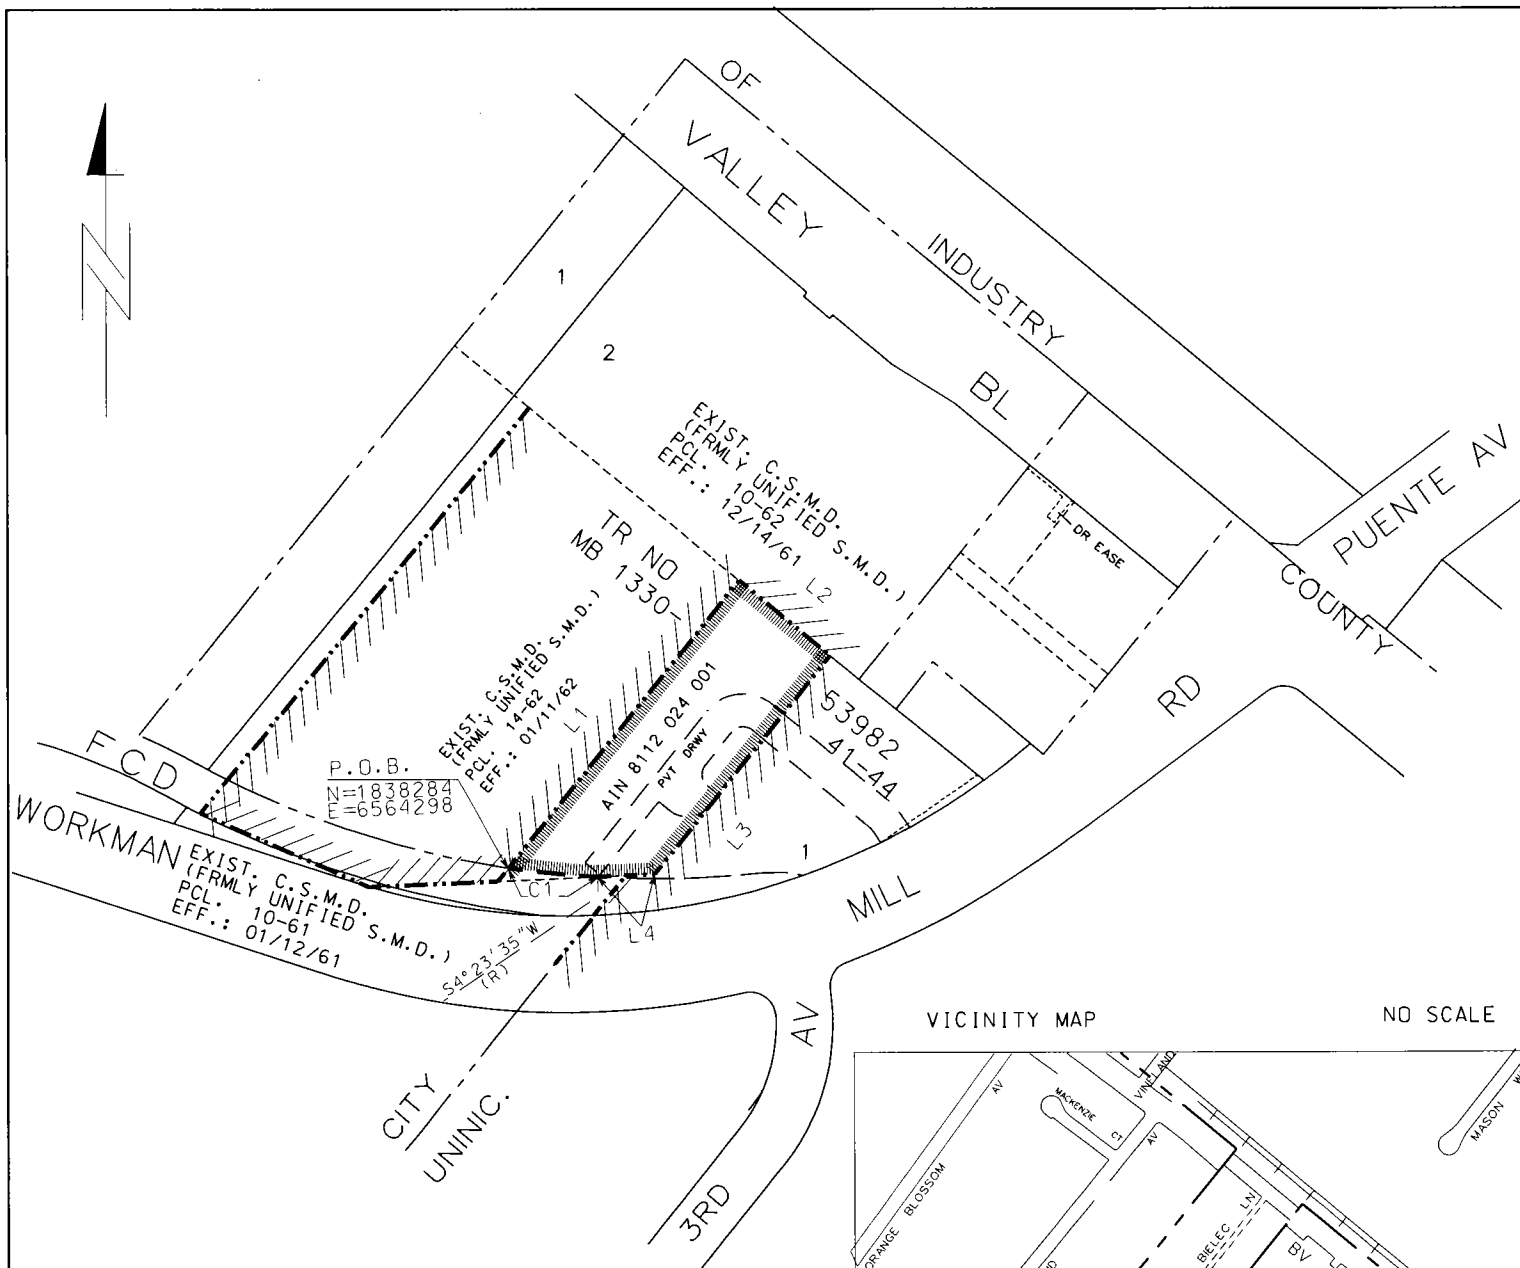 OF
VALLEY
INDUSTRY
BL
PUENTE AV
COUNTY
N
1
2
EXIST. C.S.M.D.
(FRMLY UNIFIED S.M.D.)
PCL. 10-62
EFF.: 12/14/61
DR EASE
TR NO
MB 1330-
L2
EXIST. C.S.M.D.
(FRMLY UNIFIED S.M.D.)
PCL. 14-62
EFF.: 01/11/62
L1
AIN 8112 024 001
PVT DRWY
53982
41-44
RD
L3
1
FCD
P.O.B.
N=1838284
E=6564298
WORKMAN
EXIST. C.S.M.D.
(FRMLY UNIFIED S.M.D.)
PCL. 10-61
EFF.: 01/12/61
C1
L4
S4°23'35"W
(R)
MILL
AV
3RD
CITY
UNINIC.
VICINITY MAP
NO SCALE
ORANGE BLOSSOM
AV
MACKENZIE
CT
VINELAND
AV
BIELEC LN
BV
MASON